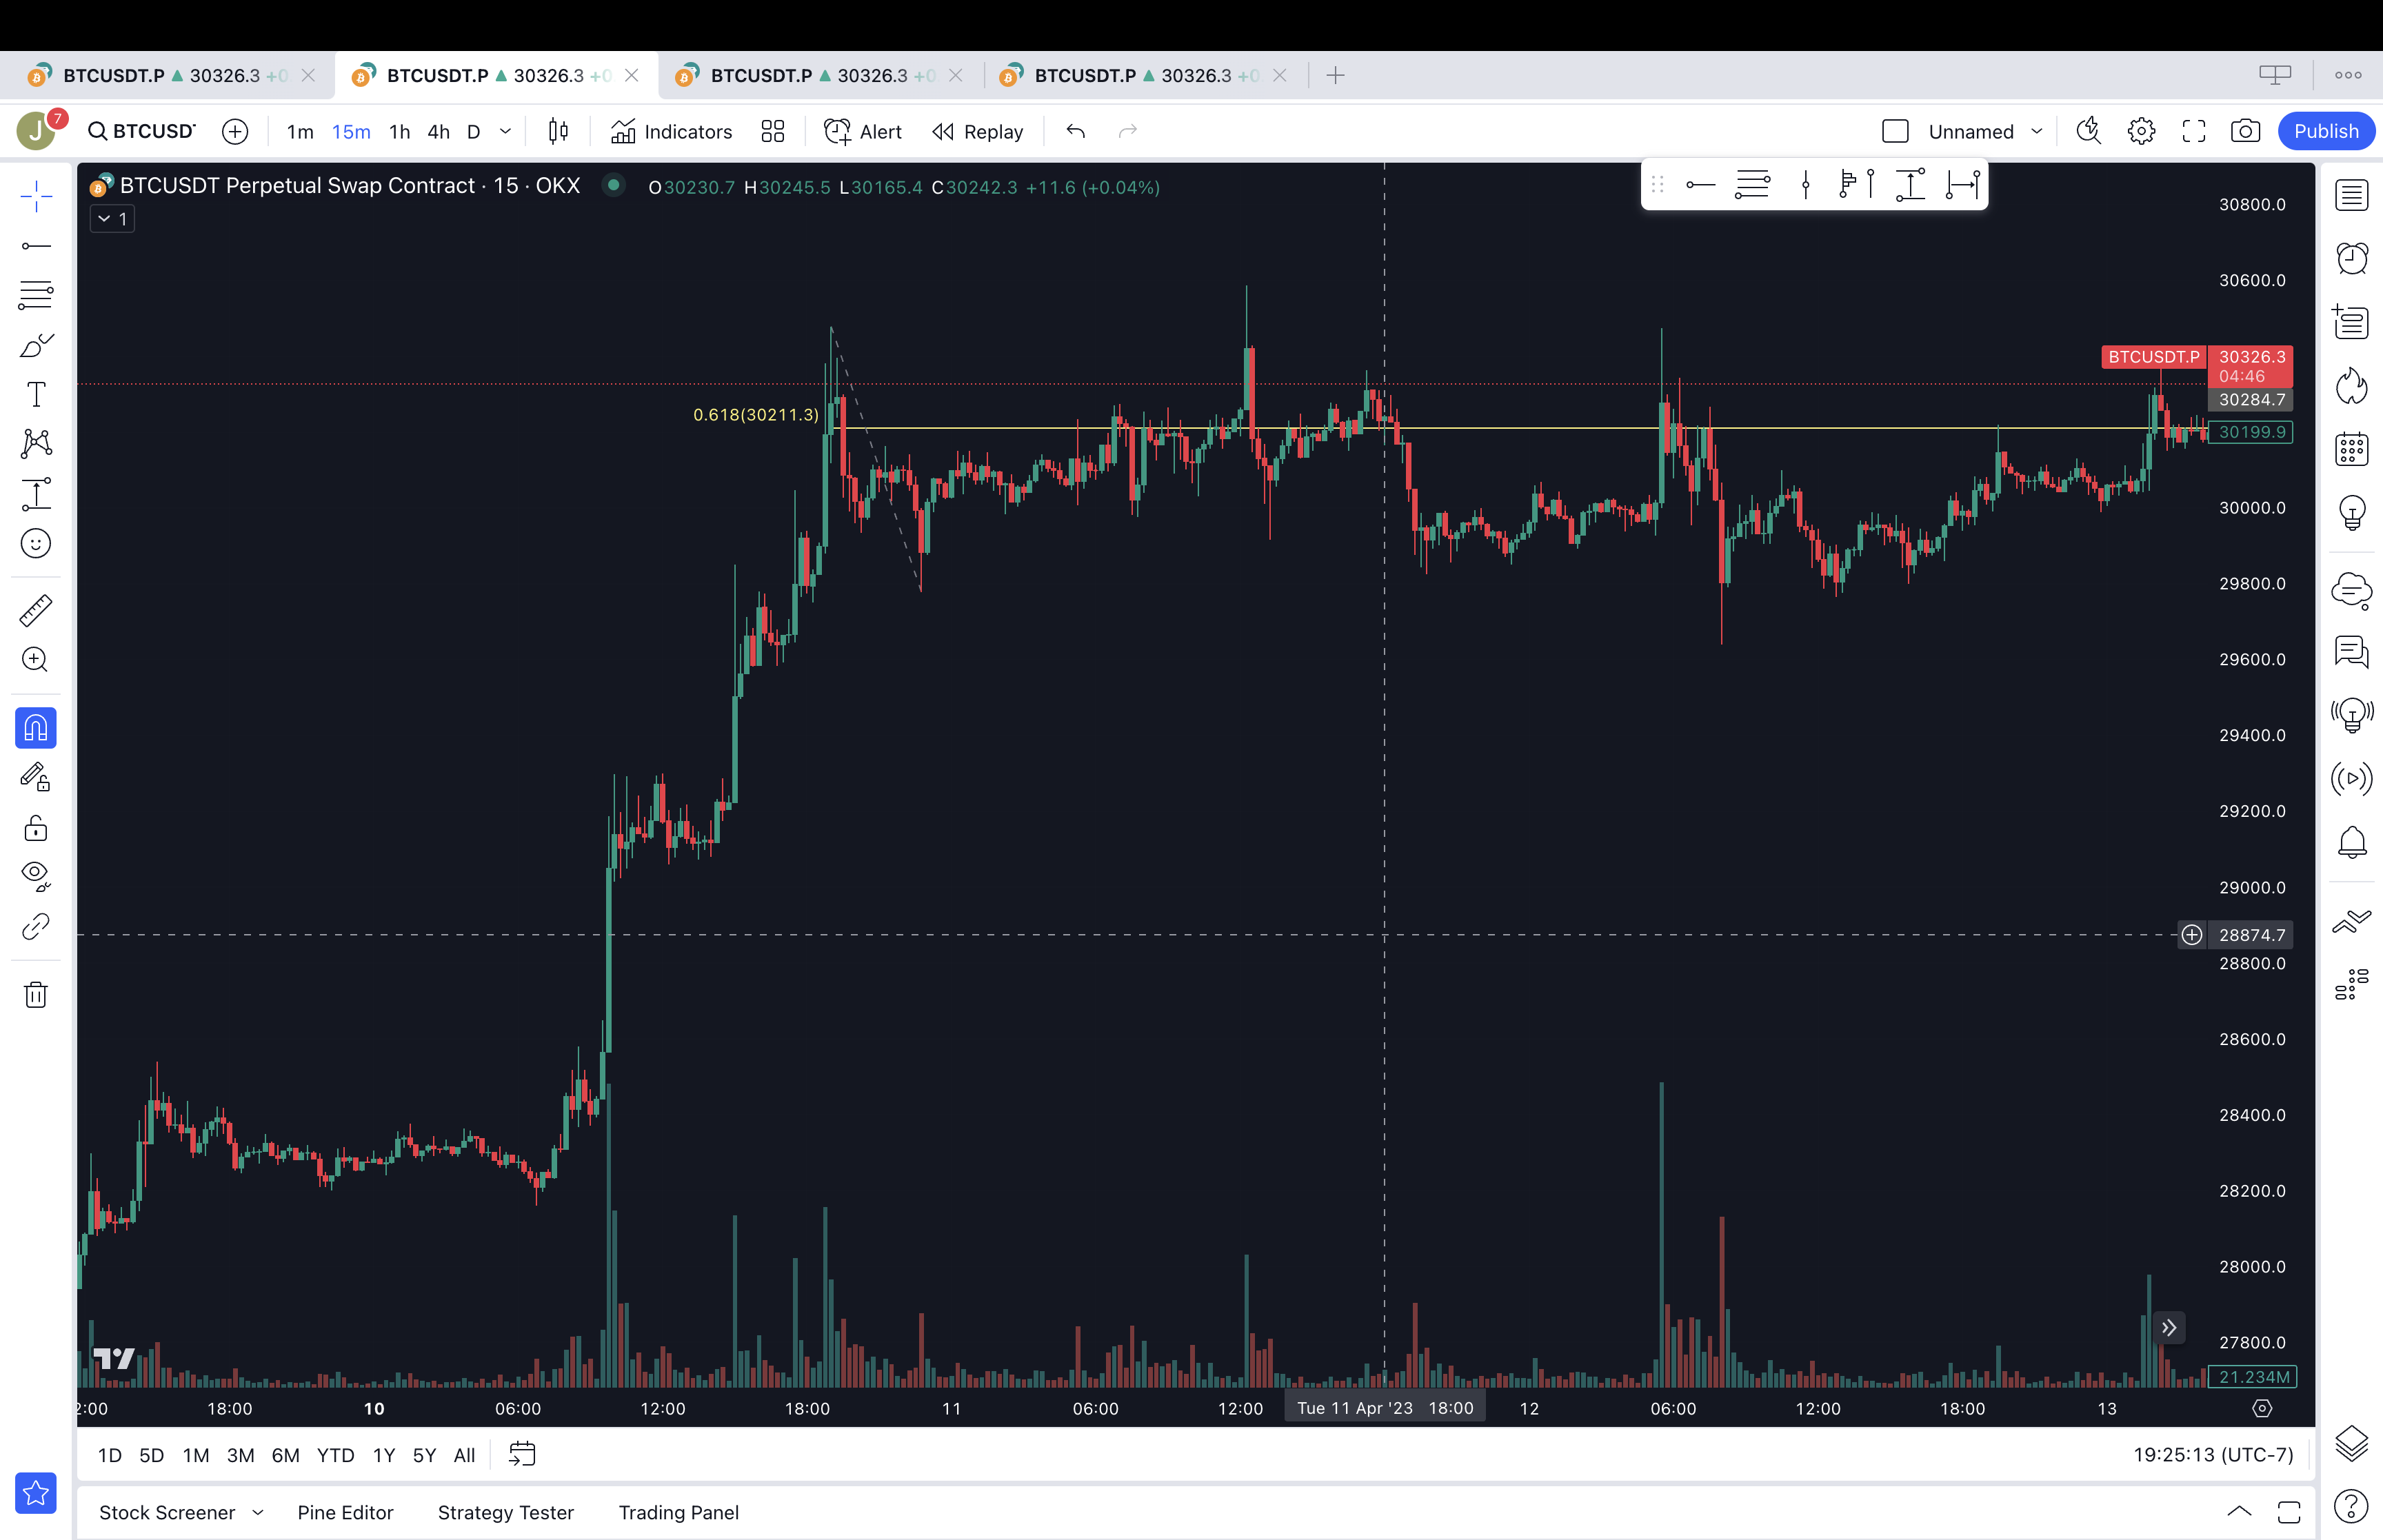 BTCUSDT.P 30326.3 +0
BTCUSDT.P 30326.3 +0
BTCUSDT.P 30326.3 +0
BTCUSDT.P 30326.3 +0
J 7 BTCUSD 1m 15m 1h 4h D Indicators Alert Replay Unnamed Publish
BTCUSDT Perpetual Swap Contract · 15 · OKX O30230.7 H30245.5 L30165.4 C30242.3 +11.6 (+0.04%)
1
30800.0
30600.0
BTCUSDT.P 30326.3
04:46
30284.7
0.618(30211.3)
30199.9
30000.0
29800.0
29600.0
29400.0
29200.0
29000.0
28874.7
28800.0
28600.0
28400.0
28200.0
28000.0
27800.0
21.234M
2:00 18:00 10 06:00 12:00 18:00 11 06:00 12:00 Tue 11 Apr '23 18:00 12 06:00 12:00 18:00 13
1D 5D 1M 3M 6M YTD 1Y 5Y All 19:25:13 (UTC-7)
Stock Screener Pine Editor Strategy Tester Trading Panel